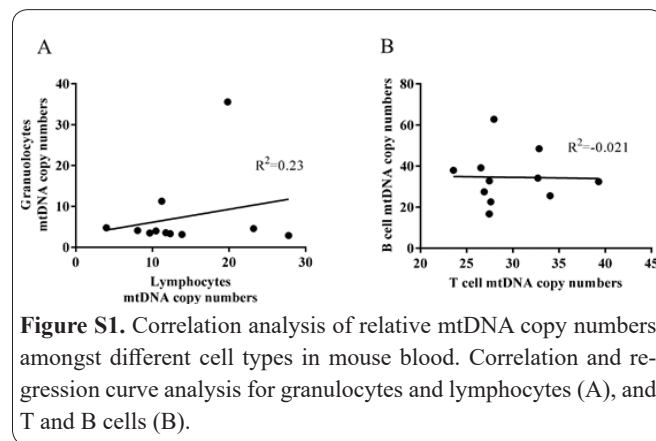 A
B
40
30
20
10
0
0
10
20
30
Granuolocytes
mtDNA copy numbers
R²=0.23
Lymphocytes
mtDNA copy numbers
80
60
40
20
0
20
25
30
35
40
45
B cell mtDNA copy numbers
R²=-0.021
T cell mtDNA copy numbers
Figure S1. Correlation analysis of relative mtDNA copy numbers
amongst different cell types in mouse blood. Correlation and re-
gression curve analysis for granulocytes and lymphocytes (A), and
T and B cells (B).